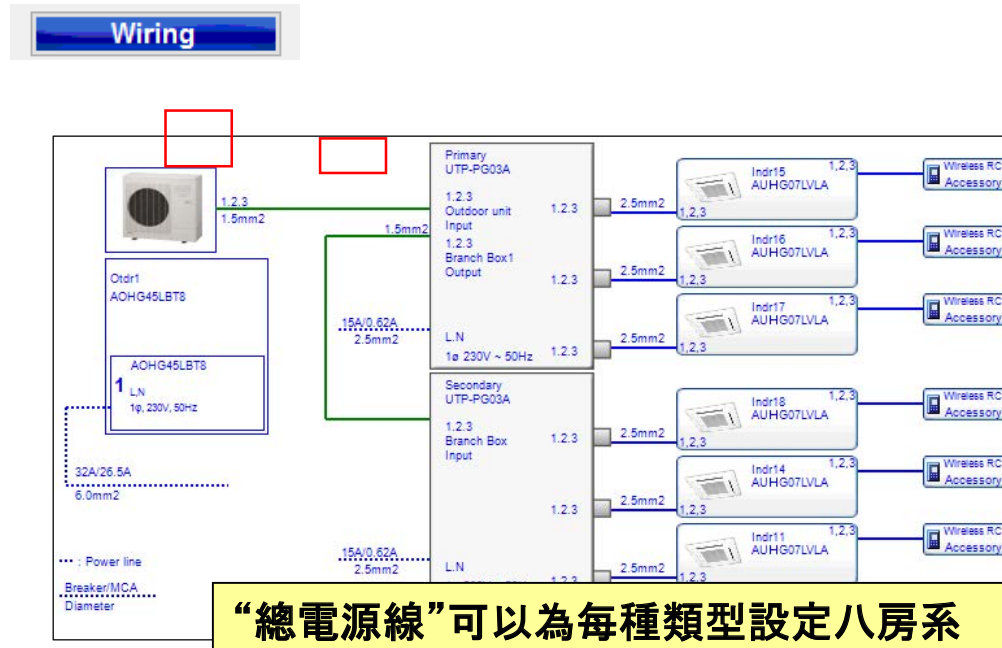 Wiring
1.2.3
1.5mm2
Otdr1
AOHG45LBT8
AOHG45LBT8
1 L,N
1φ, 230V, 50Hz
32A/26.5A
6.0mm2
: Power line
Breaker/MCA
Diameter
1.5mm2
15A/0.62A
2.5mm2
Primary
UTP-PG03A
1.2.3
Outdoor unit
Input
1.2.3
Branch Box1
Output
L.N
1ø 230V ~ 50Hz
1.2.3
1.2.3
1.2.3
2.5mm2
2.5mm2
2.5mm2
Indr15
AUHG07LVLA
1,2,3
1,2,3
Wireless RC
Accessory
Indr16
AUHG07LVLA
1,2,3
1,2,3
Wireless RC
Accessory
Indr17
AUHG07LVLA
1,2,3
1,2,3
Wireless RC
Accessory
15A/0.62A
2.5mm2
Secondary
UTP-PG03A
1.2.3
Branch Box
Input
L.N
1.2.3
1.2.3
1.2.3
2.5mm2
2.5mm2
2.5mm2
Indr18
AUHG07LVLA
1,2,3
1,2,3
Wireless RC
Accessory
Indr14
AUHG07LVLA
1,2,3
1,2,3
Wireless RC
Accessory
Indr11
AUHG07LVLA
1,2,3
1,2,3
Wireless RC
Accessory
“總電源線”可以為每種類型設定八房系